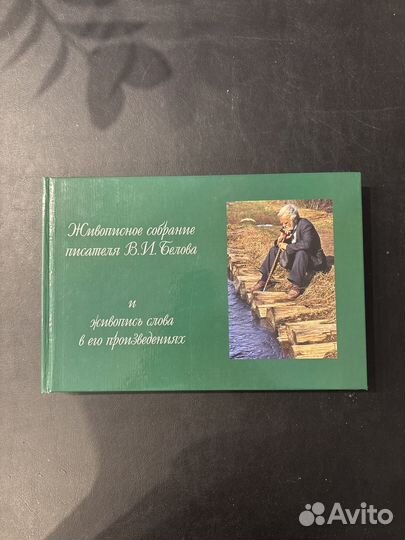 Живописное собрание
писателя В.И.Белова
и
живопись слова
в его произведениях
Avito